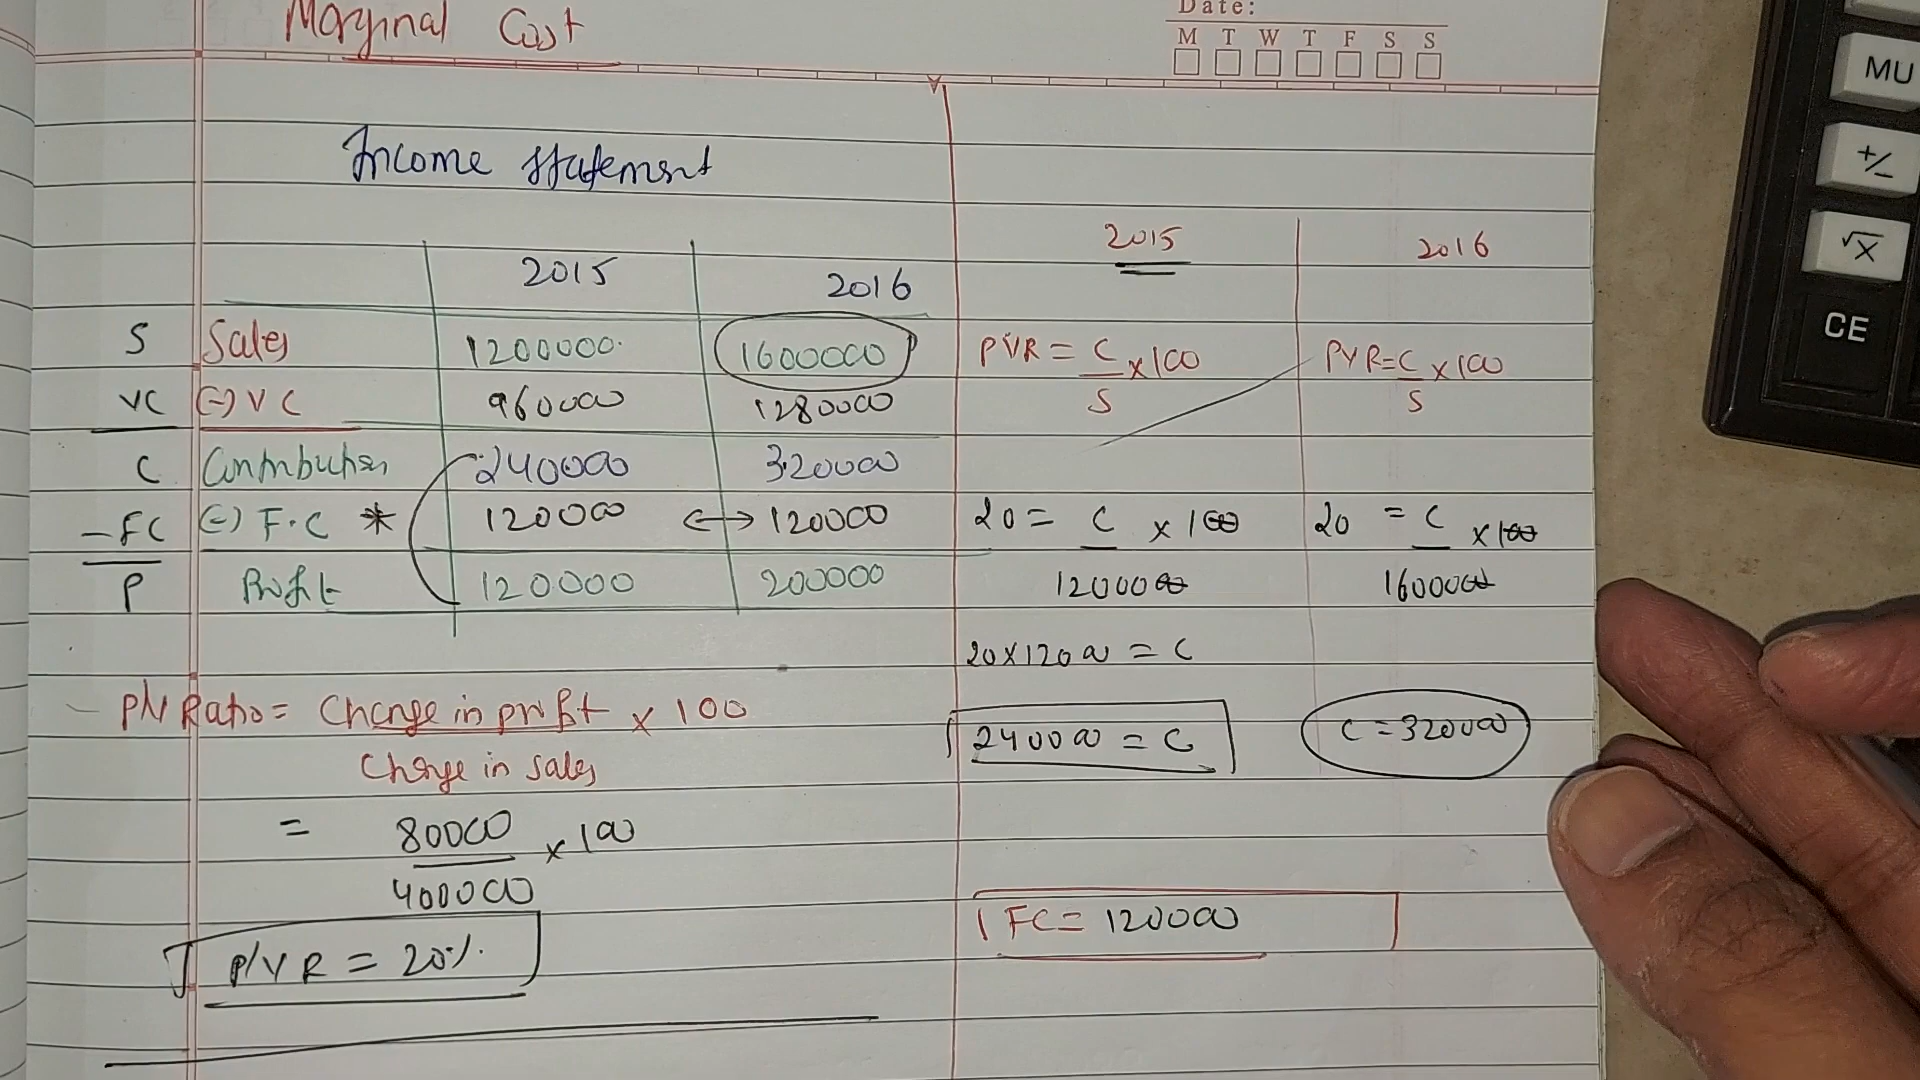 Marginal Cost
Date:
M T W T F S S
Income statement
2015 2016
S Sales 1200000 1600000
VC (-) VC 960000 1280000
C Contribution 240000 320000
-FC (-) F.C * 120000 ↔ 120000
P Profit 120000 200000
P/V Ratio = Change in profit x 100
Change in sales
= 80000 x 100
400000
P/VR = 20%.
2015
PVR = C x 100
S
20 = C x 100
1200000
20 x 12000 = C
240000 = C
2016
PVR = C x 100
S
20 = C x 100
1600000
C = 320000
FC = 120000
MU
+/-
√X
CE